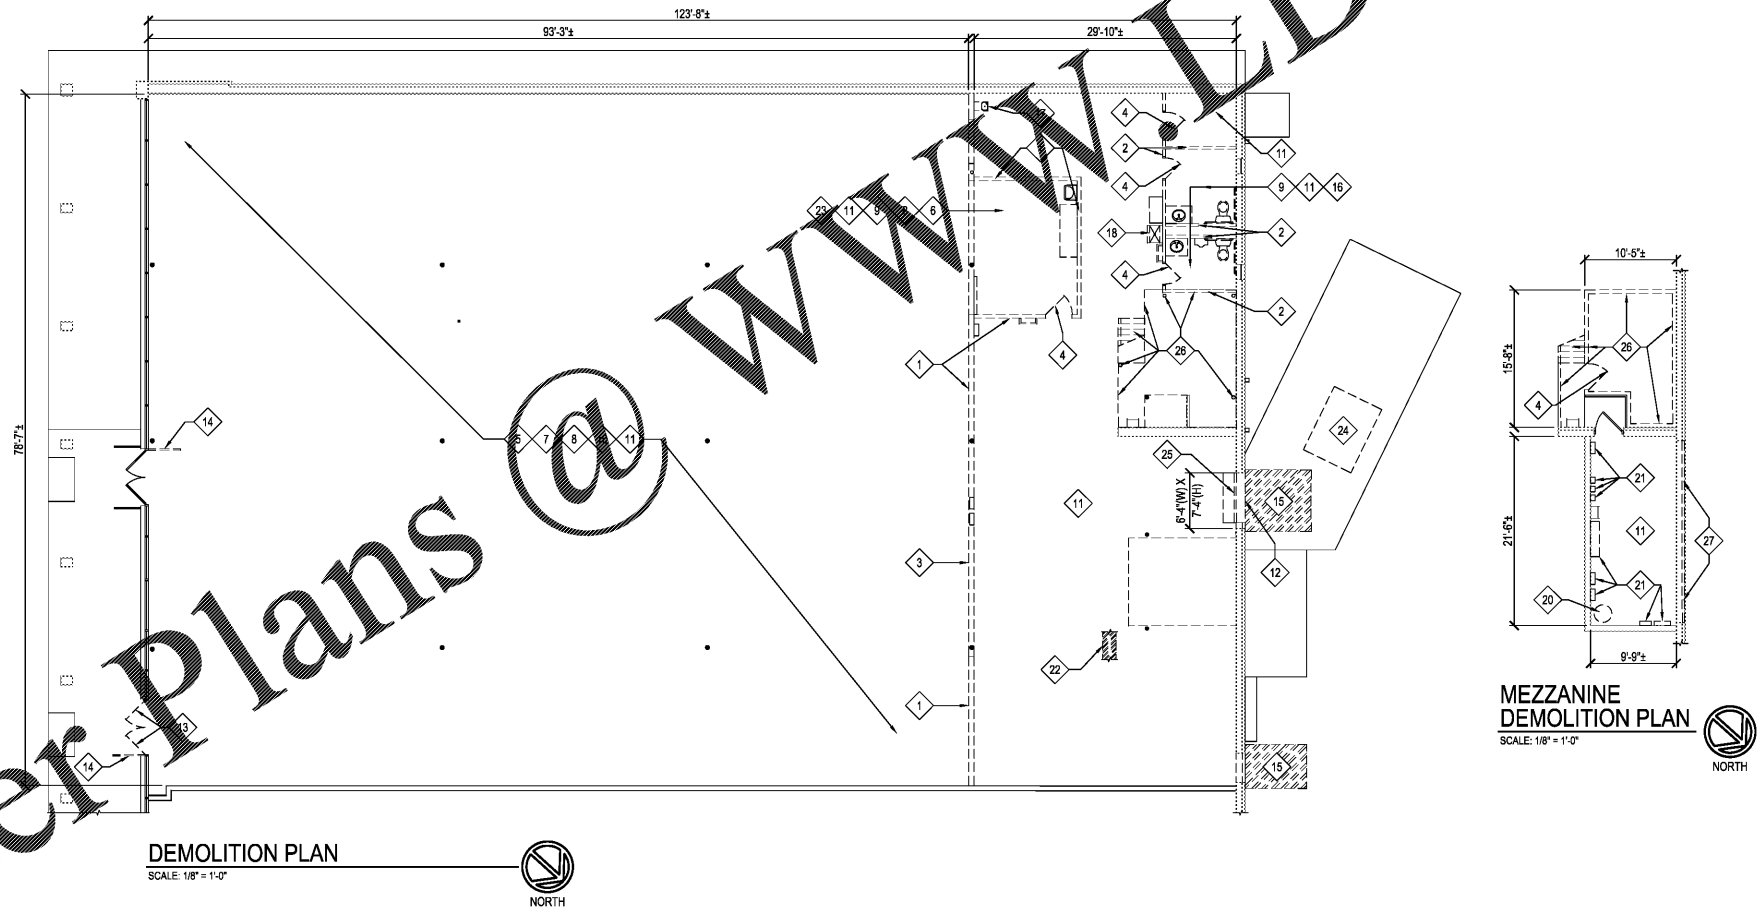 123'-8"±
93'-3"±
29'-10"±
4
11
2
4
9 11 16
23 11 9 6
18
2
4
2
10'-5"±
78'-7"±
1
4
26
15'-8"±
26
4
14
5 7 8 11
24
25
6'-4"(W) X
7'-4"(H)
11
15
21
21'-6"±
11
27
3
12
21
20
22
9'-9"±
1
13
14
15
er Plans @ WWW.LD
DEMOLITION PLAN
SCALE: 1/8" = 1'-0"
NORTH
MEZZANINE
DEMOLITION PLAN
SCALE: 1/8" = 1'-0"
NORTH